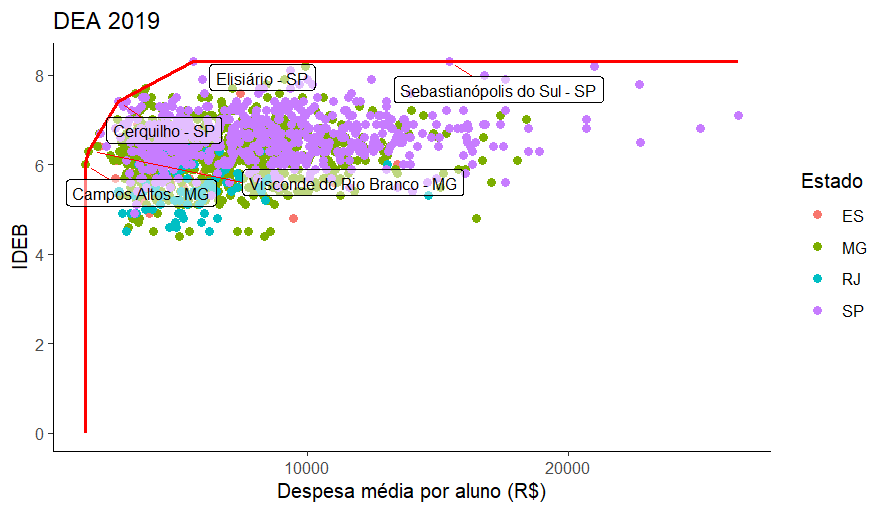 DEA 2019
IDEB
8
6
4
2
0
Elisiário - SP
Sebastianópolis do Sul - SP
Cerquilho - SP
Visconde do Rio Branco - MG
Campos Altos - MG
10000
20000
Despesa média por aluno (R$)
Estado
ES
MG
RJ
SP